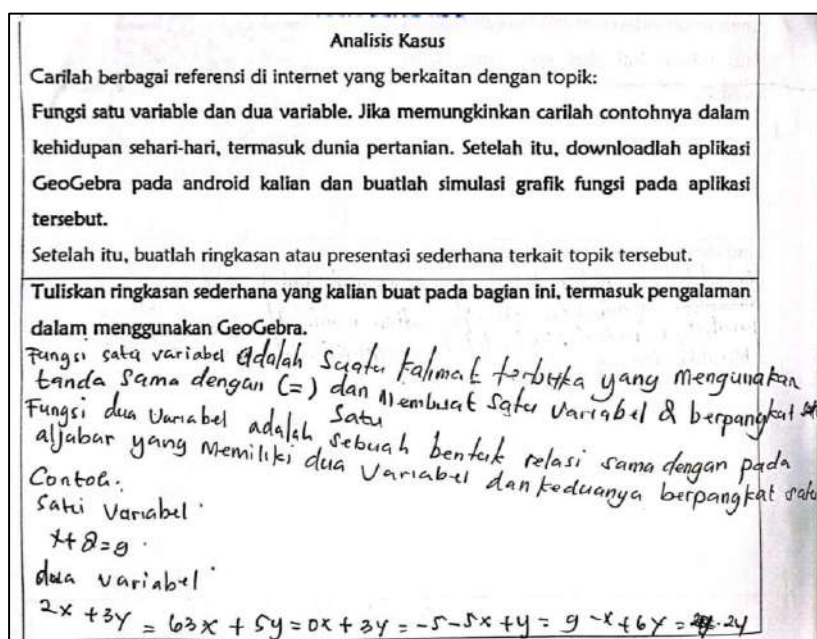 Analisis Kasus
Carilah berbagai referensi di internet yang berkaitan dengan topik:
Fungsi satu variable dan dua variable. Jika memungkinkan carilah contohnya dalam
kehidupan sehari-hari, termasuk dunia pertanian. Setelah itu, downloadlah aplikasi
GeoGebra pada android kalian dan buatlah simulasi grafik fungsi pada aplikasi
tersebut.
Setelah itu, buatlah ringkasan atau presentasi sederhana terkait topik tersebut.
Tuliskan ringkasan sederhana yang kalian buat pada bagian ini, termasuk pengalaman
dalam menggunakan GeoGebra.
Fungsi satu variabel adalah suatu kalimat terbuka yang mengunakan
tanda sama dengan (=) dan Membuat satu variabel & berpangkat
satu
Fungsi dua Variabel adalah sebuah bentuk relasi sama dengan pada
aljabar yang memiliki dua Variabel dan keduanya berpangkat satu
Contoh:
Satu Variabel
x+8=9
dua variabel
2x +3y = 63x + 5y = 0x + 3y = -5-5x+y = 9-x+6y =